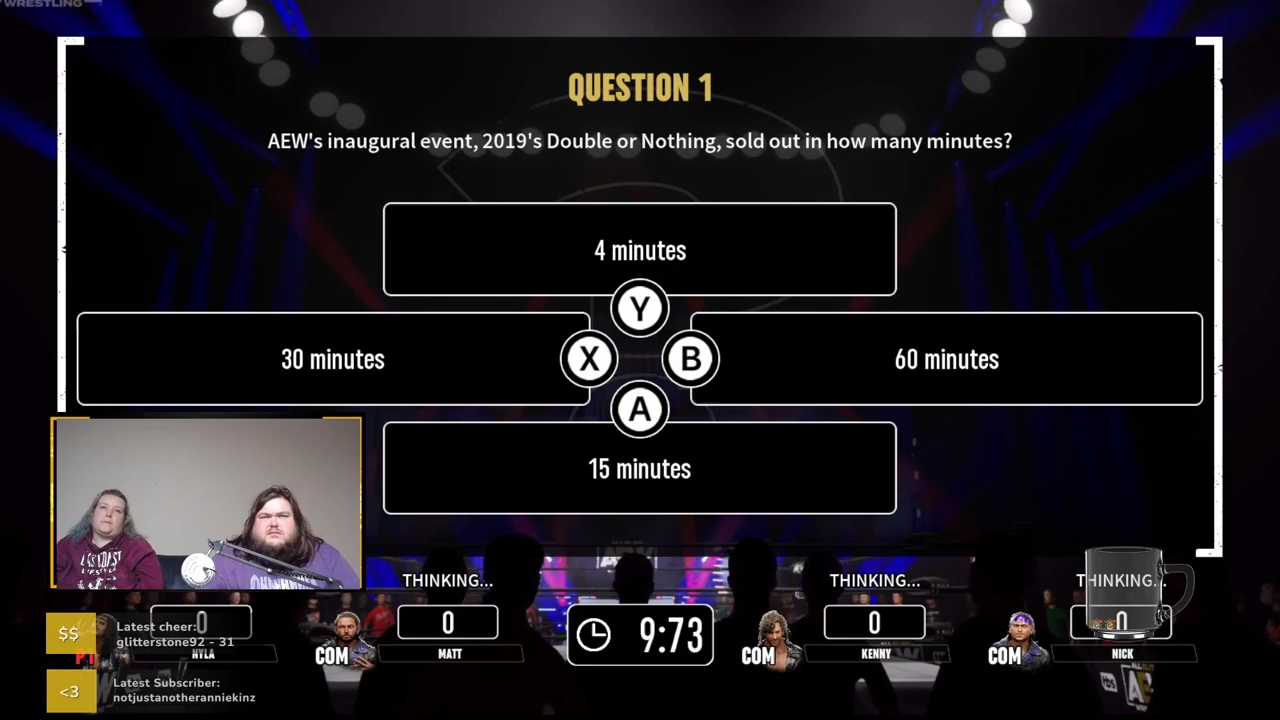 WRESTLING
QUESTION 1
AEW's inaugural event, 2019's Double or Nothing, sold out in how many minutes?
4 minutes
Y
30 minutes
X
B
60 minutes
A
15 minutes
THINKING...
THINKING...
THINKING...
0
0
0
0
9:73
P1
NYLA
COM
MATT
COM
KENNY
COM
NICK
$$
Latest cheer:
glitterstone92 - 31
<3
Latest Subscriber:
notjustanotheranniekinz